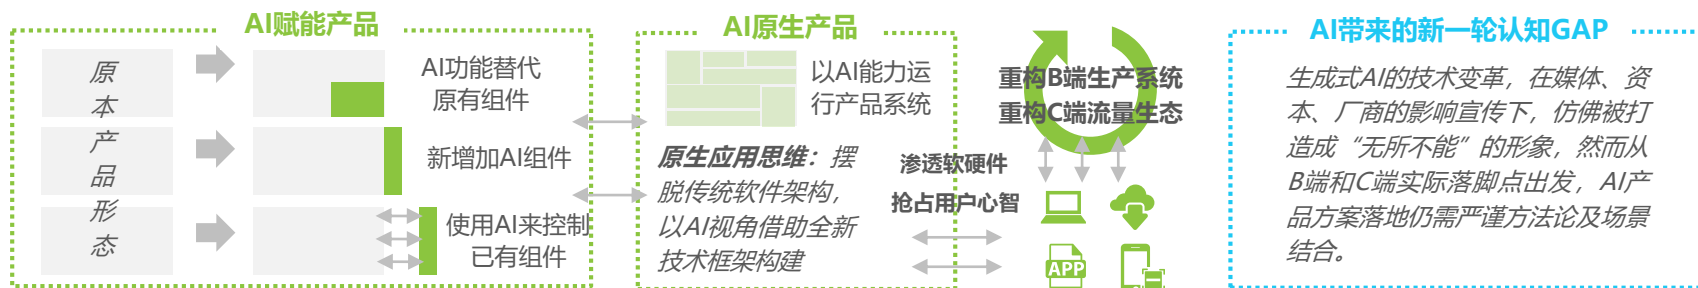 AI赋能产品
原
本
产
品
形
态
AI功能替代
原有组件
新增加AI组件
使用AI来控制
已有组件
AI原生产品
以AI能力运
行产品系统
原生应用思维：摆
脱传统软件架构，
以AI视角借助全新
技术框架构建
重构B端生产系统
重构C端流量生态
渗透软硬件
抢占用户心智
APP
AI带来的新一轮认知GAP
生成式AI的技术变革，在媒体、资
本、厂商的影响宣传下，仿佛被打
造成“无所不能”的形象，然而从
B端和C端实际落脚点出发，AI产
品方案落地仍需严谨方法论及场景
结合。